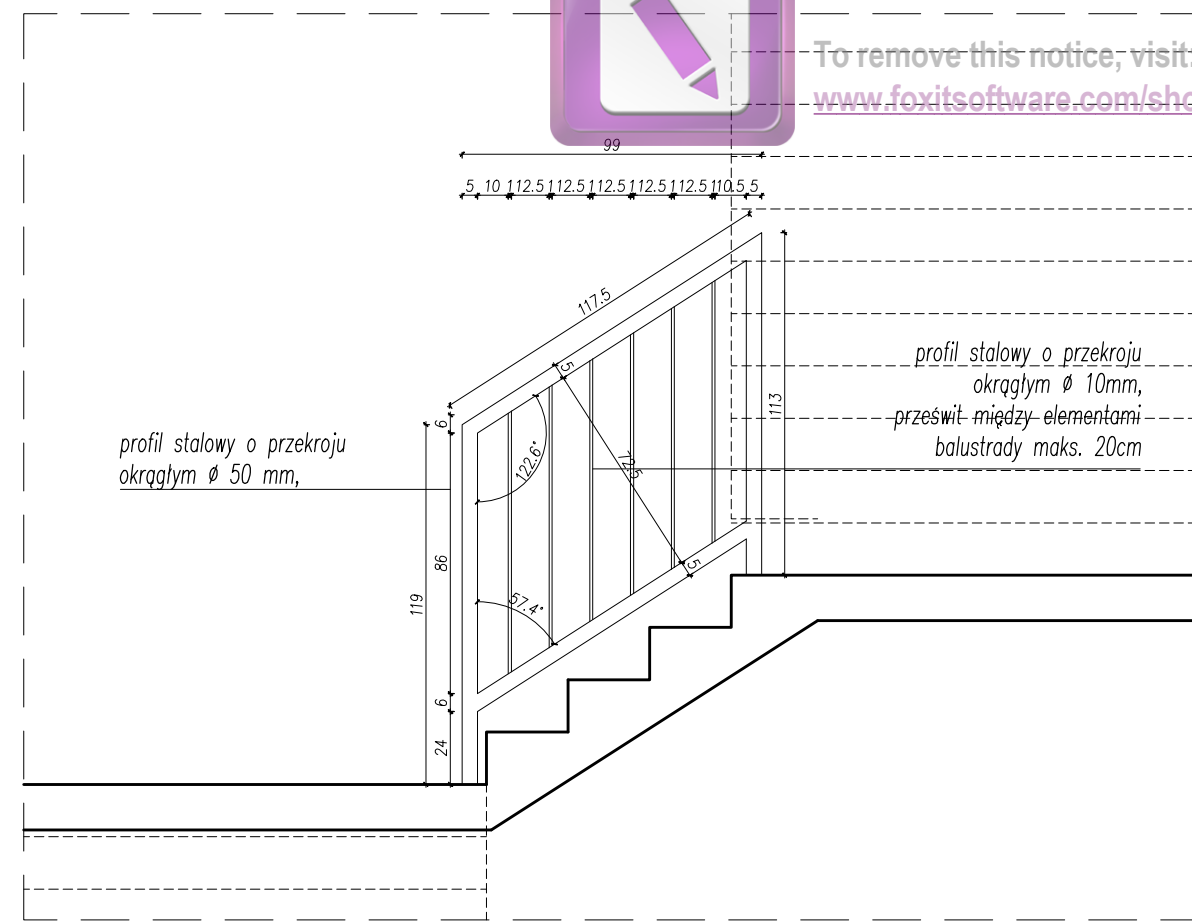 To remove this notice, visit:
www.foxitsoftware.com/sho
99
5 10 1 12.5 1 12.5 1 12.5 1 12.5 1 12.5 1 10.5 5
117.5
5
6
113
profil stalowy o przekroju
okrągłym ø 10mm,
prześwit między elementami
balustrady maks. 20cm
profil stalowy o przekroju
okrągłym ø 50 mm,
122.6°
72.5
86
5
119
57.4°
6
24